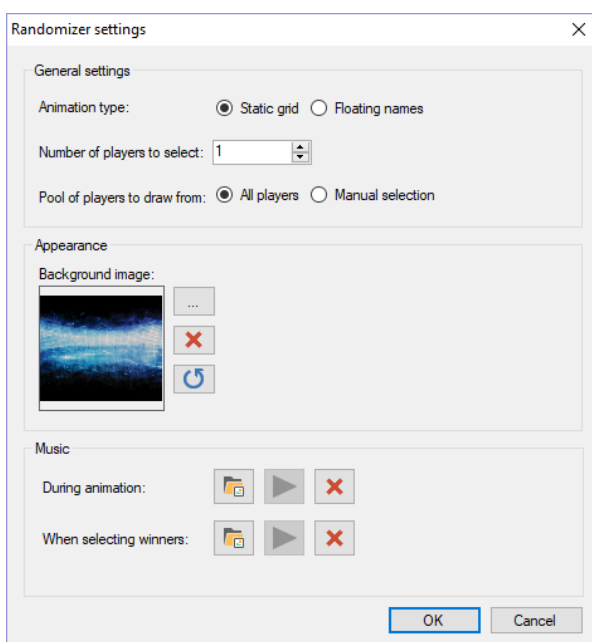 Randomizer settings
General settings
Animation type: Static grid Floating names
Number of players to select: 1
Pool of players to draw from: All players Manual selection
Appearance
Background image:
...
Music
During animation:
When selecting winners:
OK Cancel